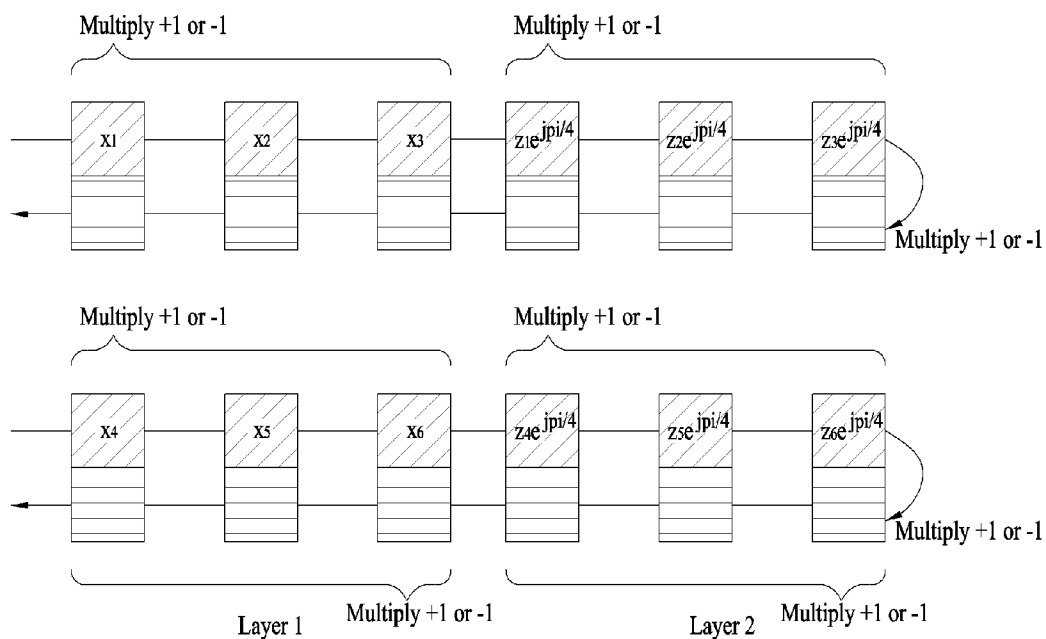 Multiply +1 or -1 Multiply +1 or -1
x1 x2 x3 z1e jpi/4 z2e jpi/4 z3e jpi/4
Multiply +1 or -1
Multiply +1 or -1 Multiply +1 or -1
x4 x5 x6 z4e jpi/4 z5e jpi/4 z6e jpi/4
Multiply +1 or -1
Multiply +1 or -1 Multiply +1 or -1
Layer 1 Layer 2